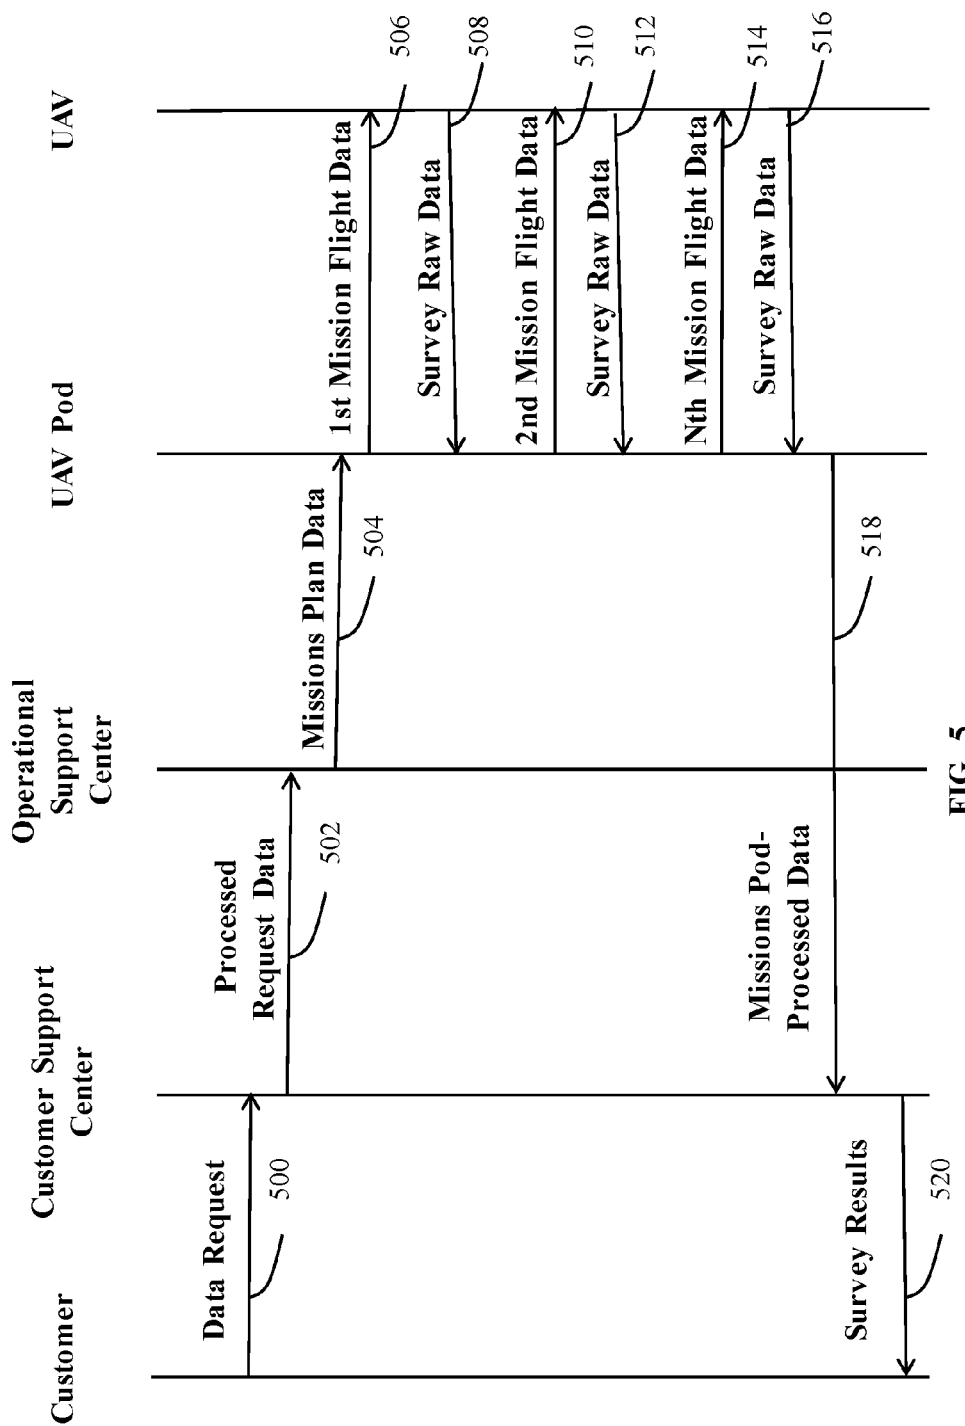 Customer
Customer Support
Center
Operational
Support
Center
UAV Pod
UAV
Data Request
500
Processed
Request Data
502
Missions Plan Data
504
1st Mission Flight Data
506
Survey Raw Data
508
2nd Mission Flight Data
510
Survey Raw Data
512
Nth Mission Flight Data
514
Survey Raw Data
516
Missions Pod-
Processed Data
518
Survey Results
520
FIG. 5